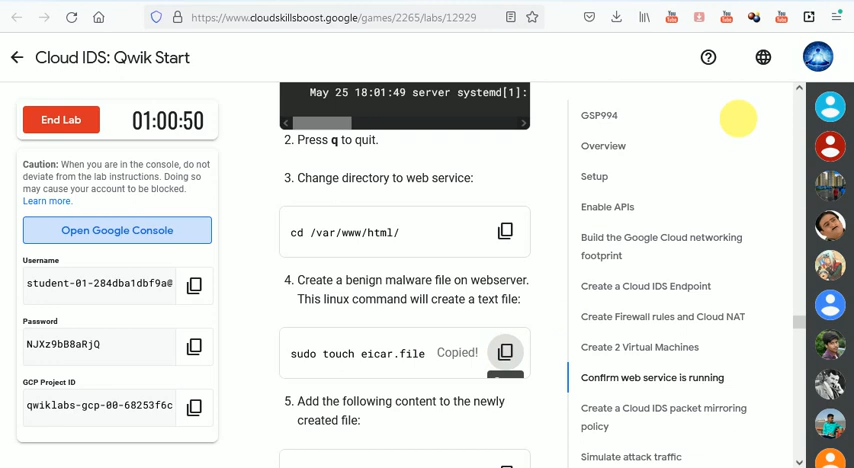 https://www.cloudskillsboost.google/games/2265/labs/12929
Cloud IDS: Qwik Start
End Lab
01:00:50
Caution: When you are in the console, do not
deviate from the lab instructions. Doing so
may cause your account to be blocked.
Learn more.
Open Google Console
Username
student-01-284dba1dbf9a@
Password
NJXz9bB8aRjQ
GCP Project ID
qwiklabs-gcp-00-68253f6c
May 25 18:01:49 server systemd[1]:
2. Press q to quit.
3. Change directory to web service:
cd /var/www/html/
4. Create a benign malware file on webserver.
This linux command will create a text file:
sudo touch eicar.file
Copied!
5. Add the following content to the newly
created file:
GSP994
Overview
Setup
Enable APIs
Build the Google Cloud networking
footprint
Create a Cloud IDS Endpoint
Create Firewall rules and Cloud NAT
Create 2 Virtual Machines
Confirm web service is running
Create a Cloud IDS packet mirroring
policy
Simulate attack traffic